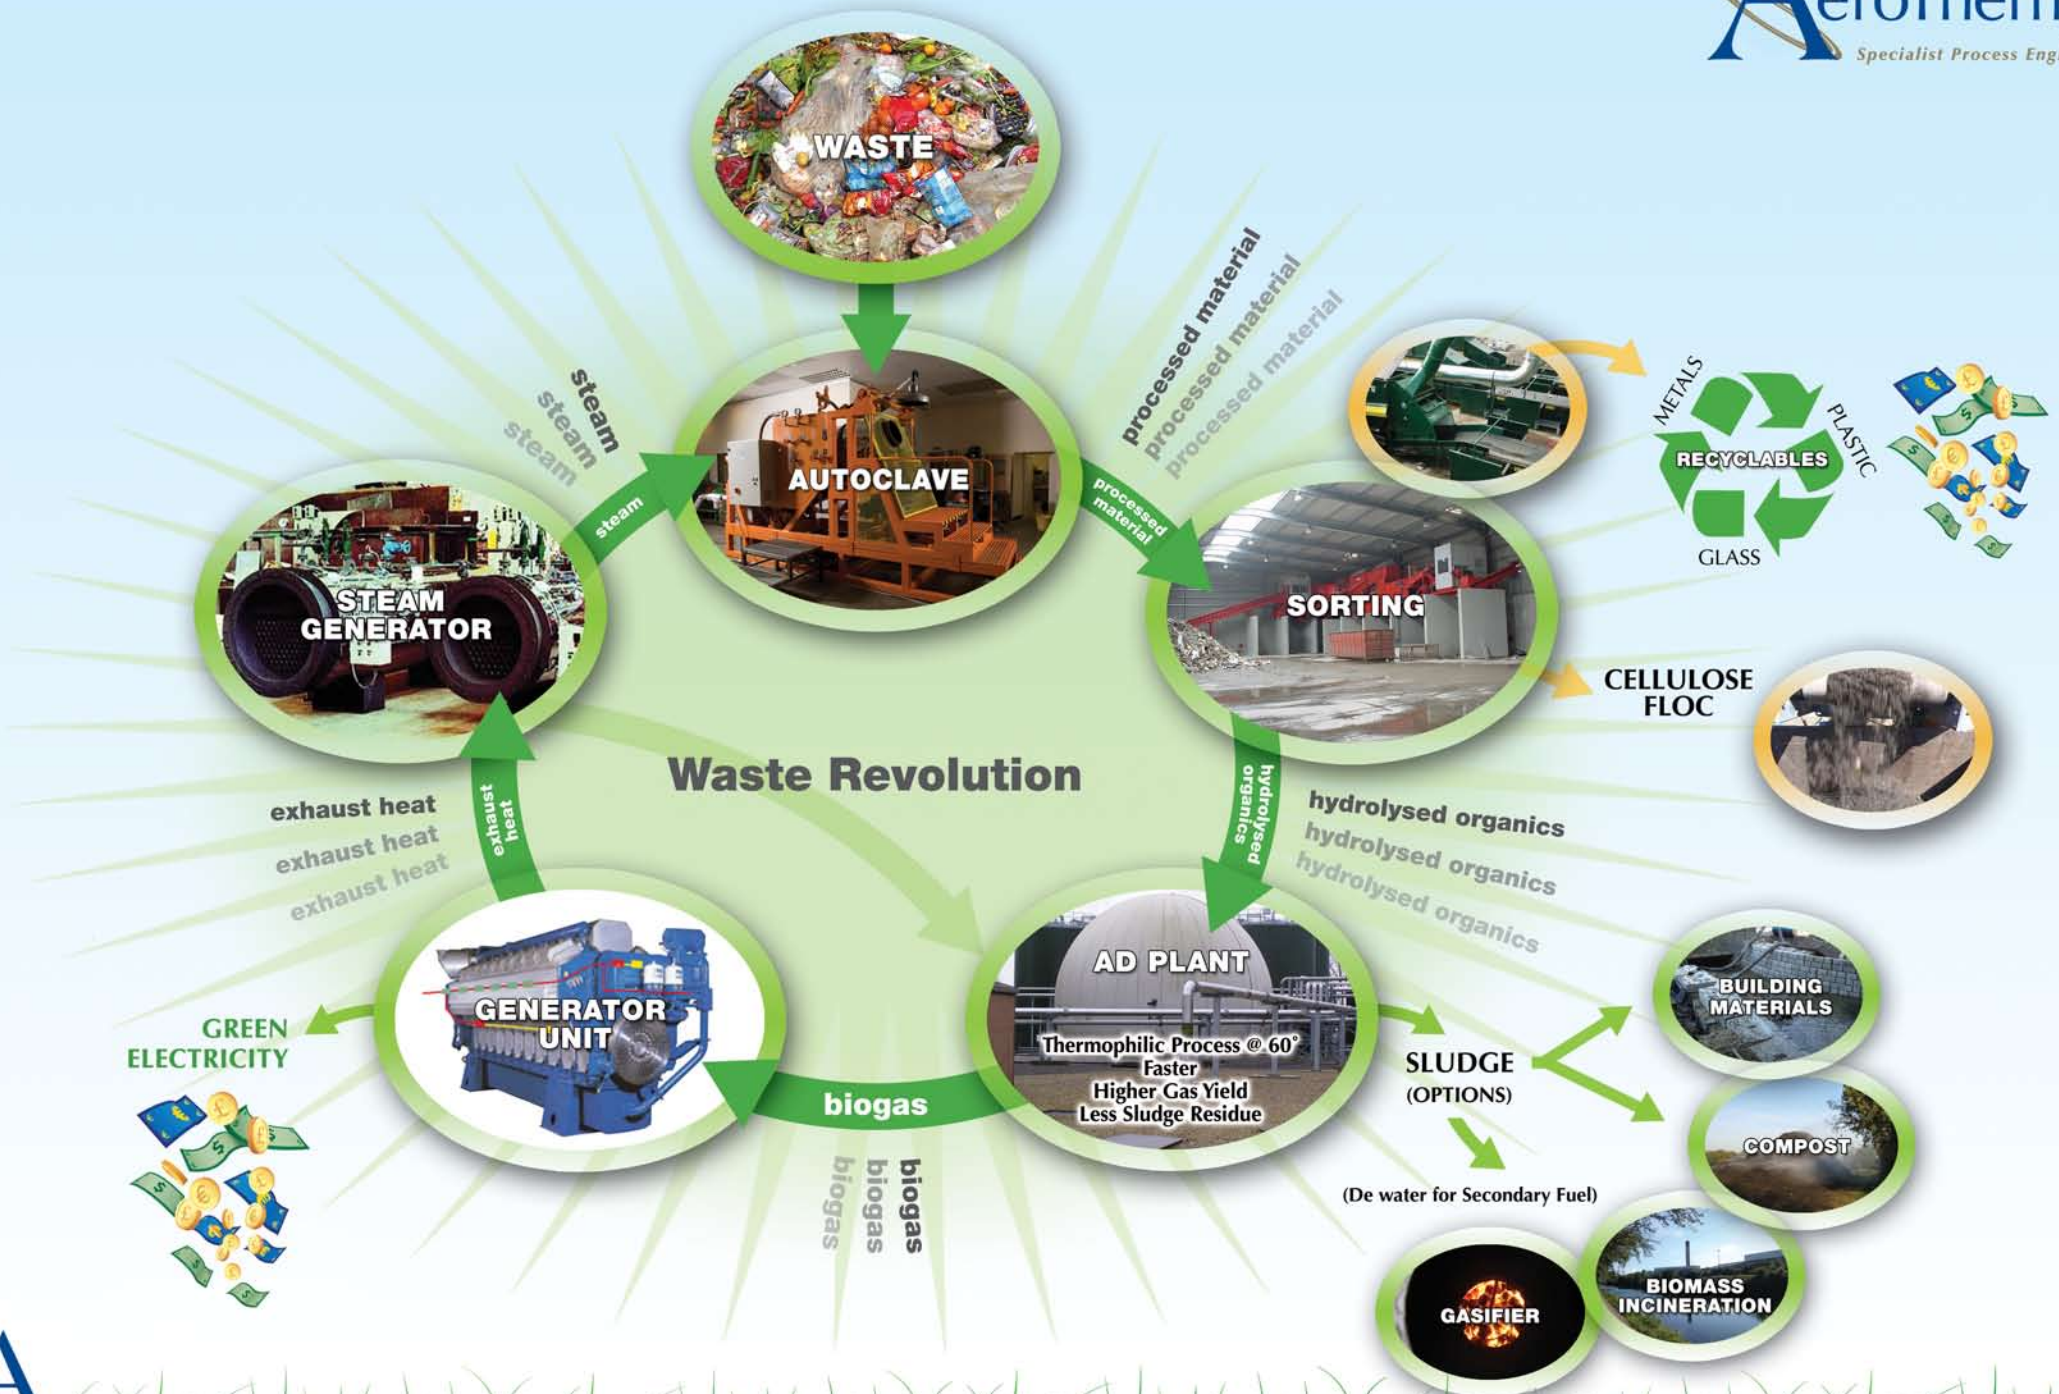 Specialist Process Eng
WASTE
processed material
processed material
processed material
steam
steam
steam
AUTOCLAVE
steam
processed
material
METALS
PLASTIC
RECYCLABLES
GLASS
STEAM
GENERATOR
SORTING
CELLULOSE
FLOC
Waste Revolution
exhaust heat
exhaust heat
exhaust heat
exhaust
heat
hydrolysed
organics
hydrolysed organics
hydrolysed organics
hydrolysed organics
AD PLANT
Thermophilic Process @ 60°
Faster
Higher Gas Yield
Less Sludge Residue
GENERATOR
UNIT
GREEN
ELECTRICITY
biogas
biogas
biogas
biogas
SLUDGE
(OPTIONS)
BUILDING
MATERIALS
COMPOST
(De water for Secondary Fuel)
GASIFIER
BIOMASS
INCINERATION